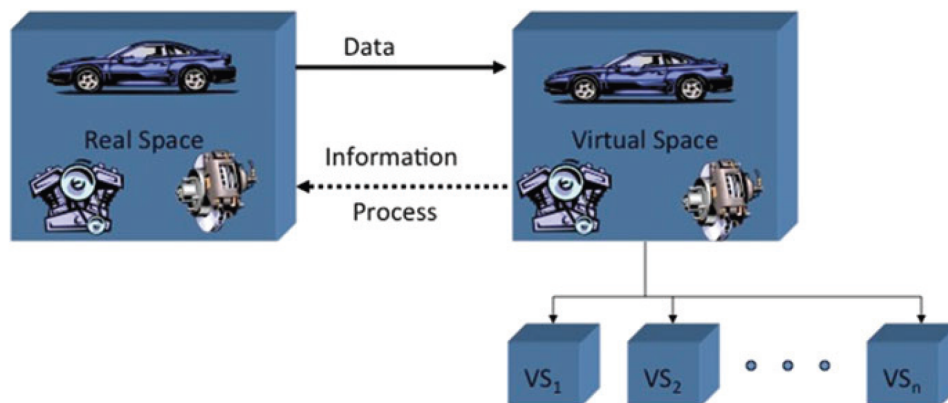 Data
Real Space
Virtual Space
Information
Process
VS1
VS2
VSn